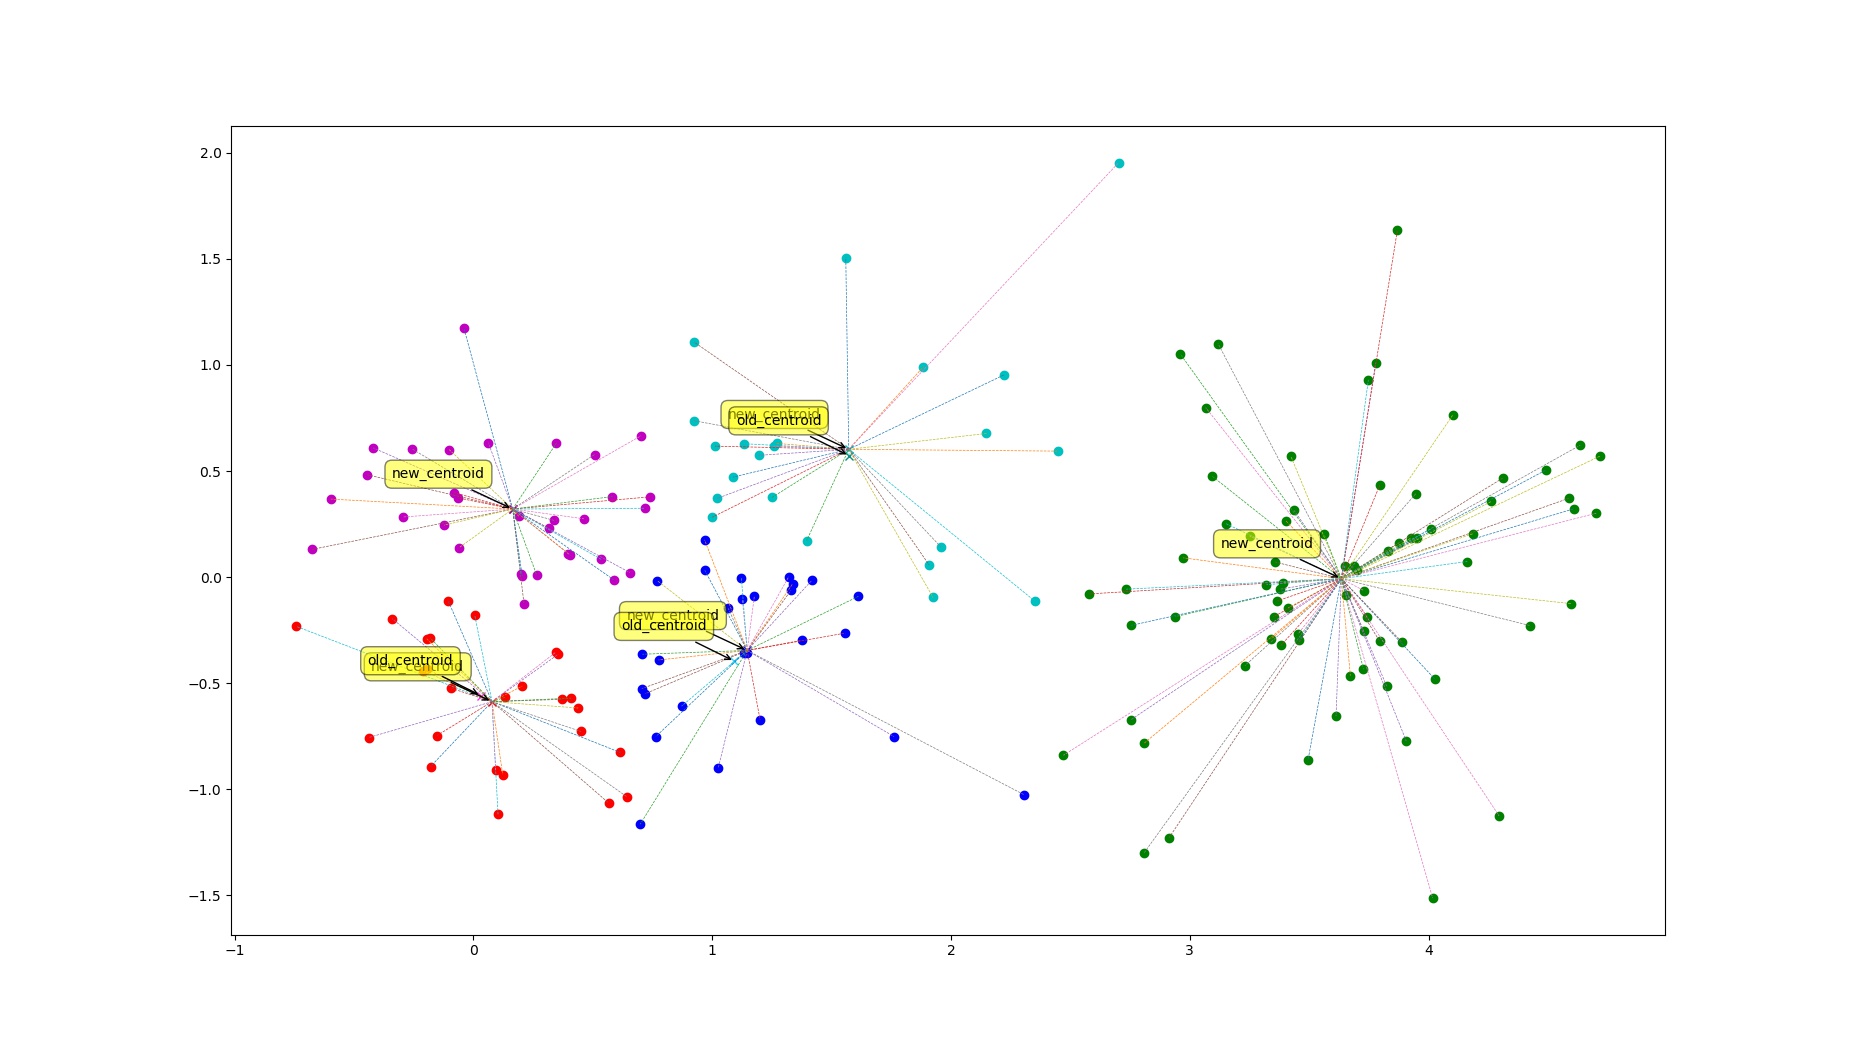 2.0
1.5
1.0
new_centroid
old_centroid
0.5
new_centroid
new_centroid
0.0
new_centroid
old_centroid
old_centroid
new_centroid
−0.5
−1.0
−1.5
−1 0 1 2 3 4